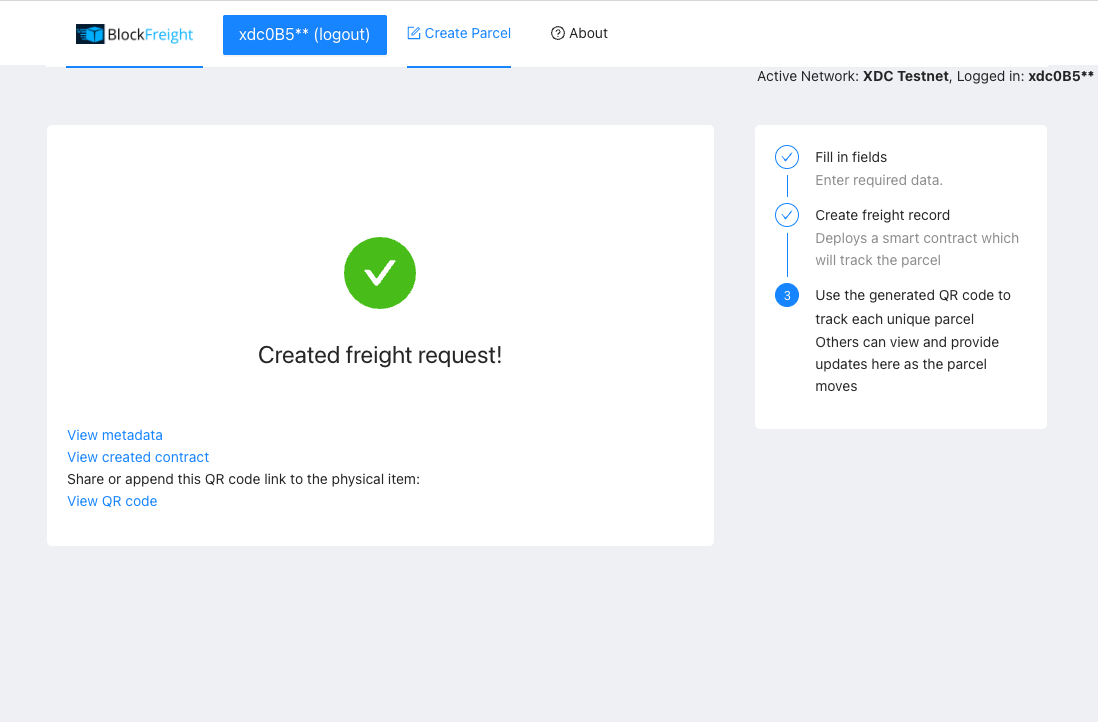 BlockFreight
xdc0B5** (logout)
Create Parcel
About
Active Network: XDC Testnet, Logged in: xdc0B5**
Created freight request!
View metadata
View created contract
Share or append this QR code link to the physical item:
View QR code
Fill in fields
Enter required data.
Create freight record
Deploys a smart contract which
will track the parcel
3
Use the generated QR code to
track each unique parcel
Others can view and provide
updates here as the parcel
moves